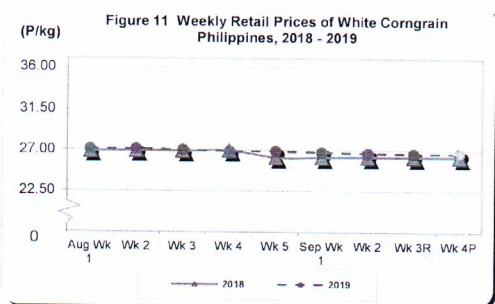 Figure 11 Weekly Retail Prices of White Corngrain
Philippines, 2018 - 2019
(P/kg)
36.00
31.50
27.00
22.50
0
Aug Wk 1 Wk 2 Wk 3 Wk 4 Wk 5 Sep Wk 1 Wk 2 Wk 3R Wk 4P
2018 2019